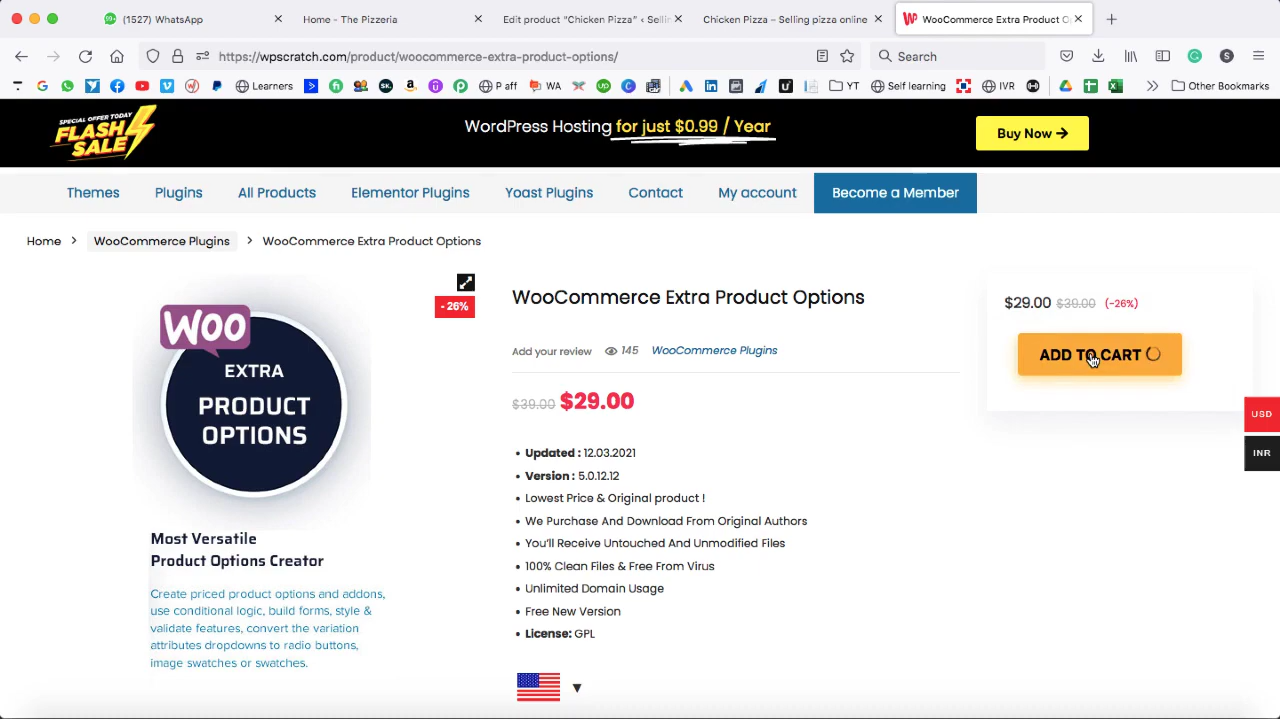 (1527) WhatsApp
Home - The Pizzeria
Edit product "Chicken Pizza" ‹ Sellin
Chicken Pizza – Selling pizza online
WooCommerce Extra Product O
https://wpscratch.com/product/woocommerce-extra-product-options/
Search
Learners
P aff
WA
YT
Self learning
IVR
Other Bookmarks
SPECIAL OFFER TODAY
FLASH
SALE
WordPress Hosting for just $0.99 / Year
Buy Now →
Themes
Plugins
All Products
Elementor Plugins
Yoast Plugins
Contact
My account
Become a Member
Home > WooCommerce Plugins > WooCommerce Extra Product Options
- 26%
WOO
EXTRA
PRODUCT
OPTIONS
Most Versatile
Product Options Creator
Create priced product options and addons,
use conditional logic, build forms, style &
validate features, convert the variation
attributes dropdowns to radio buttons,
image swatches or swatches.
WooCommerce Extra Product Options
Add your review 145 WooCommerce Plugins
$39.00 $29.00
• Updated : 12.03.2021
• Version : 5.0.12.12
• Lowest Price & Original product !
• We Purchase And Download From Original Authors
• You'll Receive Untouched And Unmodified Files
• 100% Clean Files & Free From Virus
• Unlimited Domain Usage
• Free New Version
• License: GPL
$29.00 $39.00 (-26%)
ADD TO CART
USD
INR